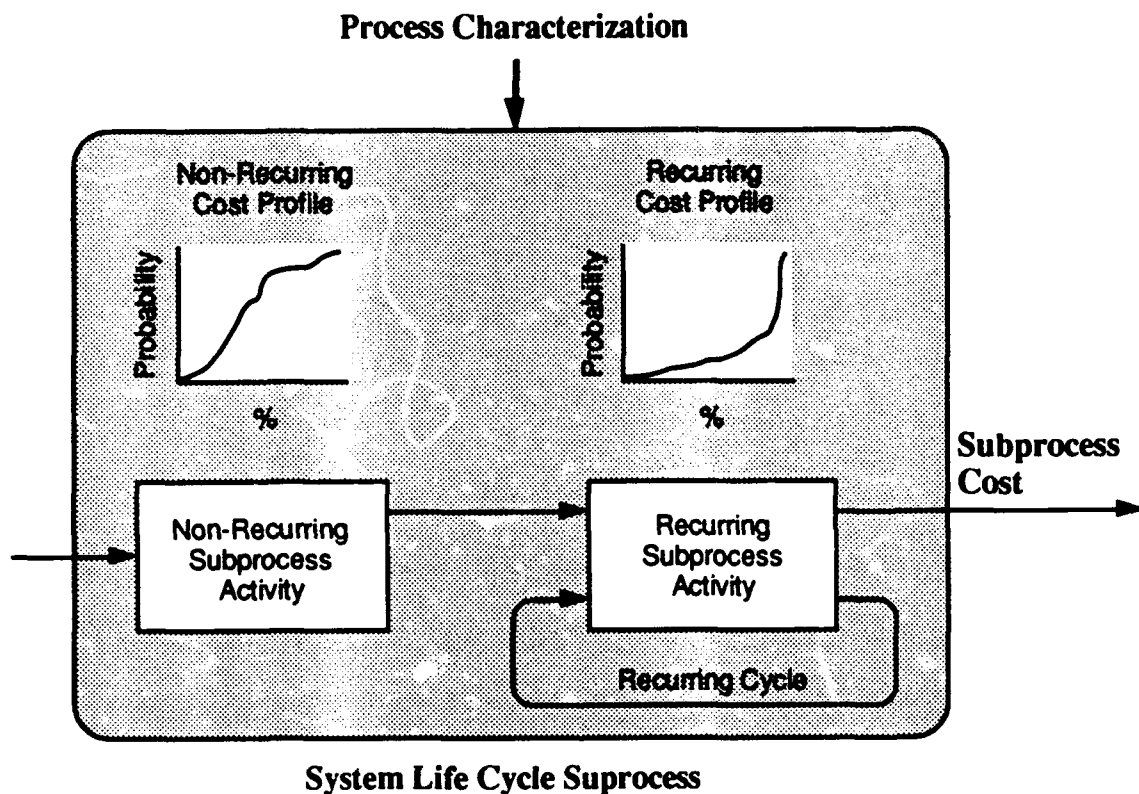 Process Characterization
Non-Recurring
Cost Profile
Recurring
Cost Profile
Probability
%
Probability
%
Subprocess
Cost
Non-Recurring
Subprocess
Activity
Recurring
Subprocess
Activity
Recurring Cycle
System Life Cycle Suprocess